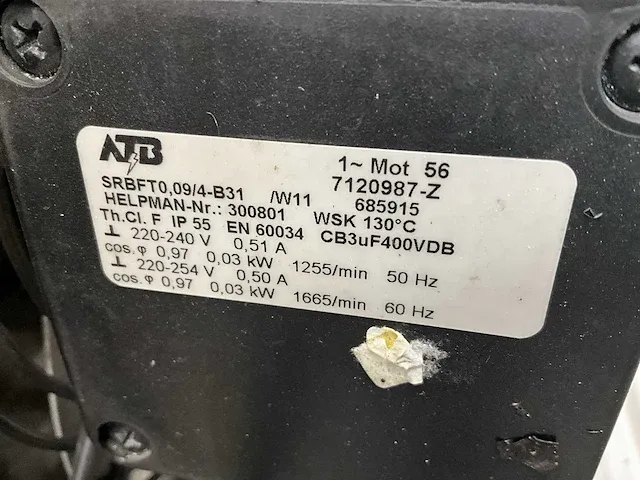 ATB
1~ Mot 56
SRBFT0,09/4-B31 /W11 7120987-Z
HELPMAN-Nr.: 300801 685915
Th.Cl. F IP 55 EN 60034 WSK 130°C
⊥ 220-240 V 0,51 A CB3uF400VDB
cos.φ 0,97 0,03 kW 1255/min 50 Hz
⊥ 220-254 V 0,50 A
cos.φ 0,97 0,03 kW 1665/min 60 Hz